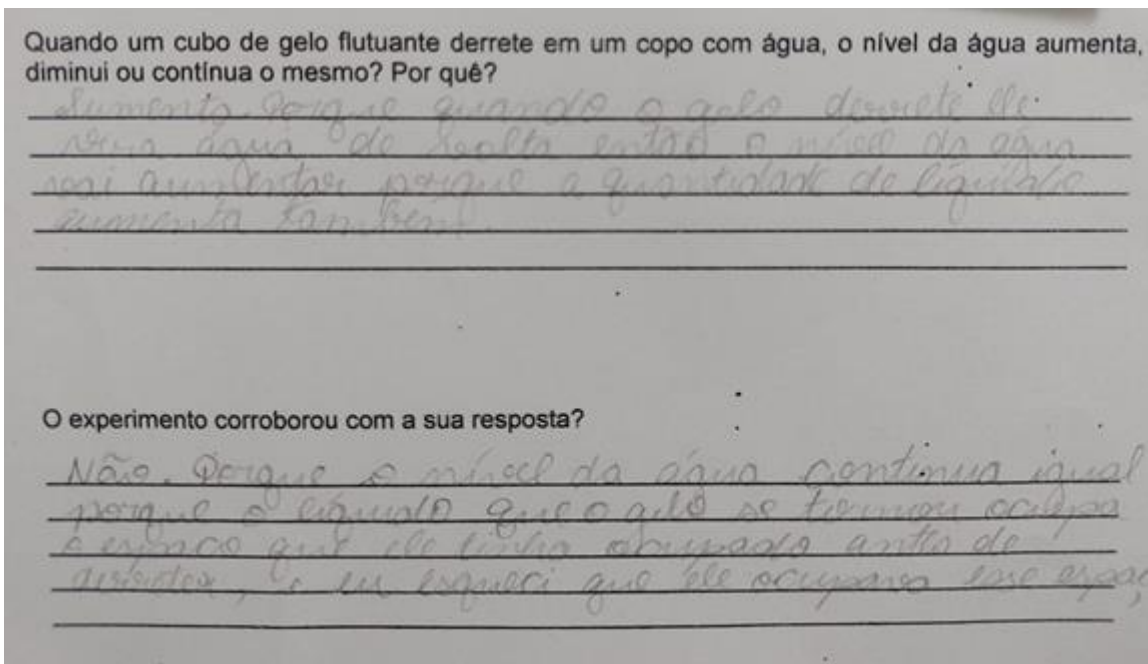 Quando um cubo de gelo flutuante derrete em um copo com água, o nível da água aumenta,
diminui ou continua o mesmo? Por quê?
Aumenta. Porque quando o gelo derrete ele
vira água de volta então o nível da água
vai aumentar porque a quantidade de líquido
aumenta também.
O experimento corroborou com a sua resposta?
Não. Porque o nível da água continua igual
porque o líquido que o gelo se tornou ocupa
o espaço que ele tinha ocupado antes de
derreter, e eu esqueci que ele ocupava esse